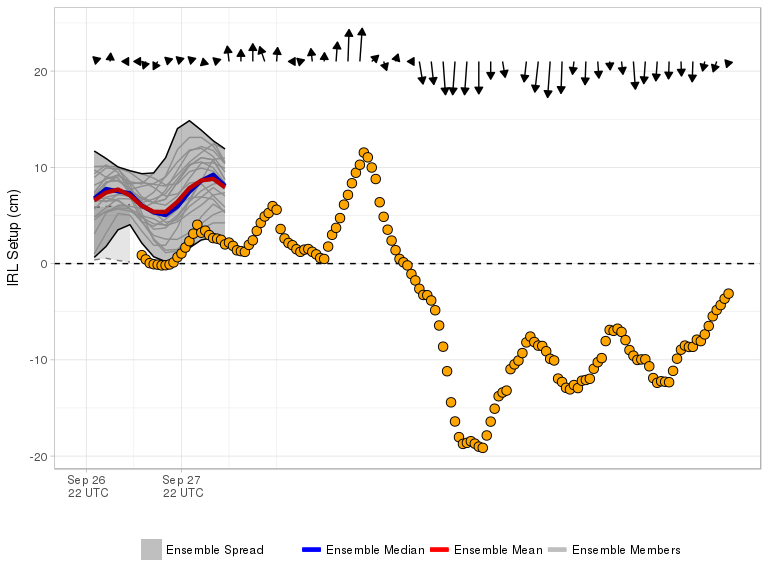 IRL Setup (cm)
20
10
0
-10
-20
Sep 26
22 UTC
Sep 27
22 UTC
Ensemble Spread
Ensemble Median
Ensemble Mean
Ensemble Members